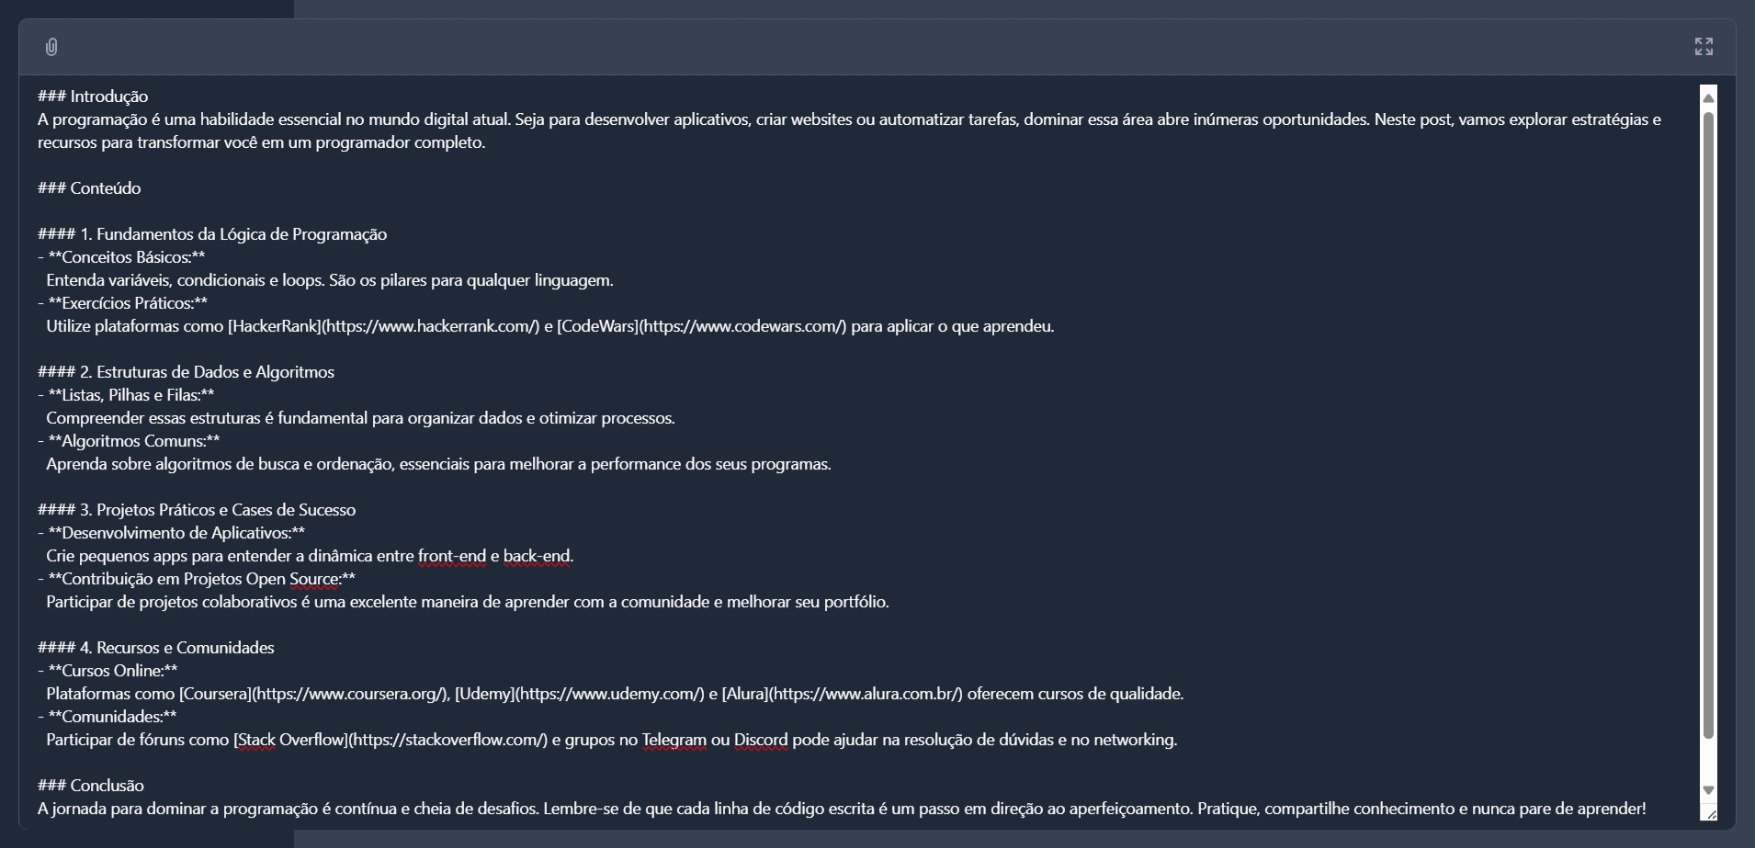 ### Introdução
A programação é uma habilidade essencial no mundo digital atual. Seja para desenvolver aplicativos, criar websites ou automatizar tarefas, dominar essa área abre inúmeras oportunidades. Neste post, vamos explorar estratégias e
recursos para transformar você em um programador completo.
### Conteúdo
#### 1. Fundamentos da Lógica de Programação
- **Conceitos Básicos:**
Entenda variáveis, condicionais e loops. São os pilares para qualquer linguagem.
- **Exercícios Práticos:**
Utilize plataformas como [HackerRank](https://www.hackerrank.com/) e [CodeWars](https://www.codewars.com/) para aplicar o que aprendeu.
#### 2. Estruturas de Dados e Algoritmos
- **Listas, Pilhas e Filas:**
Compreender essas estruturas é fundamental para organizar dados e otimizar processos.
- **Algoritmos Comuns:**
Aprenda sobre algoritmos de busca e ordenação, essenciais para melhorar a performance dos seus programas.
#### 3. Projetos Práticos e Cases de Sucesso
- **Desenvolvimento de Aplicativos:**
Crie pequenos apps para entender a dinâmica entre front-end e back-end.
- **Contribuição em Projetos Open Source:**
Participar de projetos colaborativos é uma excelente maneira de aprender com a comunidade e melhorar seu portfólio.
#### 4. Recursos e Comunidades
- **Cursos Online:**
Plataformas como [Coursera](https://www.coursera.org/), [Udemy](https://www.udemy.com/) e [Alura](https://www.alura.com.br/) oferecem cursos de qualidade.
- **Comunidades:**
Participar de fóruns como [Stack Overflow](https://stackoverflow.com/) e grupos no Telegram ou Discord pode ajudar na resolução de dúvidas e no networking.
### Conclusão
A jornada para dominar a programação é contínua e cheia de desafios. Lembre-se de que cada linha de código escrita é um passo em direção ao aperfeiçoamento. Pratique, compartilhe conhecimento e nunca pare de aprender!